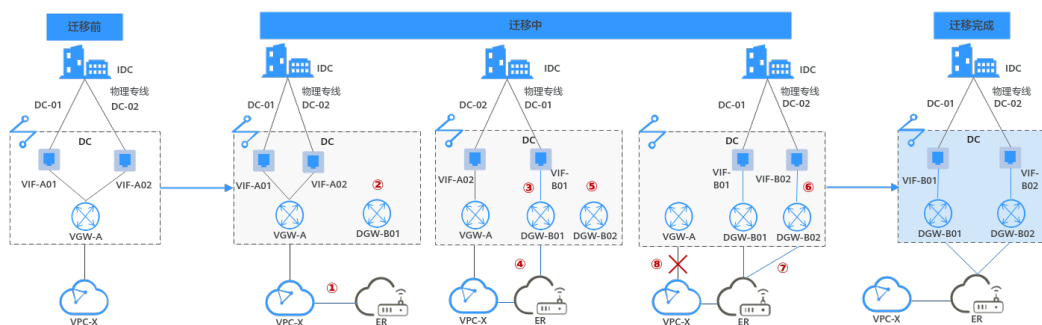 迁移前
迁移中
迁移完成
IDC
物理专线
DC-01
DC-02
DC
VIF-A01
VIF-A02
VGW-A
VPC-X
IDC
物理专线
DC-01
DC-02
DC
VIF-A01
VIF-A02
②
VGW-A
DGW-B01
①
VPC-X
ER
IDC
物理专线
DC-02
DC-01
DC
VIF-A02
VIF-
B01
③
⑤
VGW-A
DGW-B01
DGW-B02
④
VPC-X
ER
IDC
物理专线
DC-01
DC-02
DC
VIF-
B01
VIF-B02
⑥
VGW-A
DGW-B01
DGW-B02
⑧
⑦
VPC-X
ER
IDC
物理专线
DC-01
DC-02
DC
VIF-B01
VIF-B02
DGW-B01
DGW-B02
VPC-X
ER